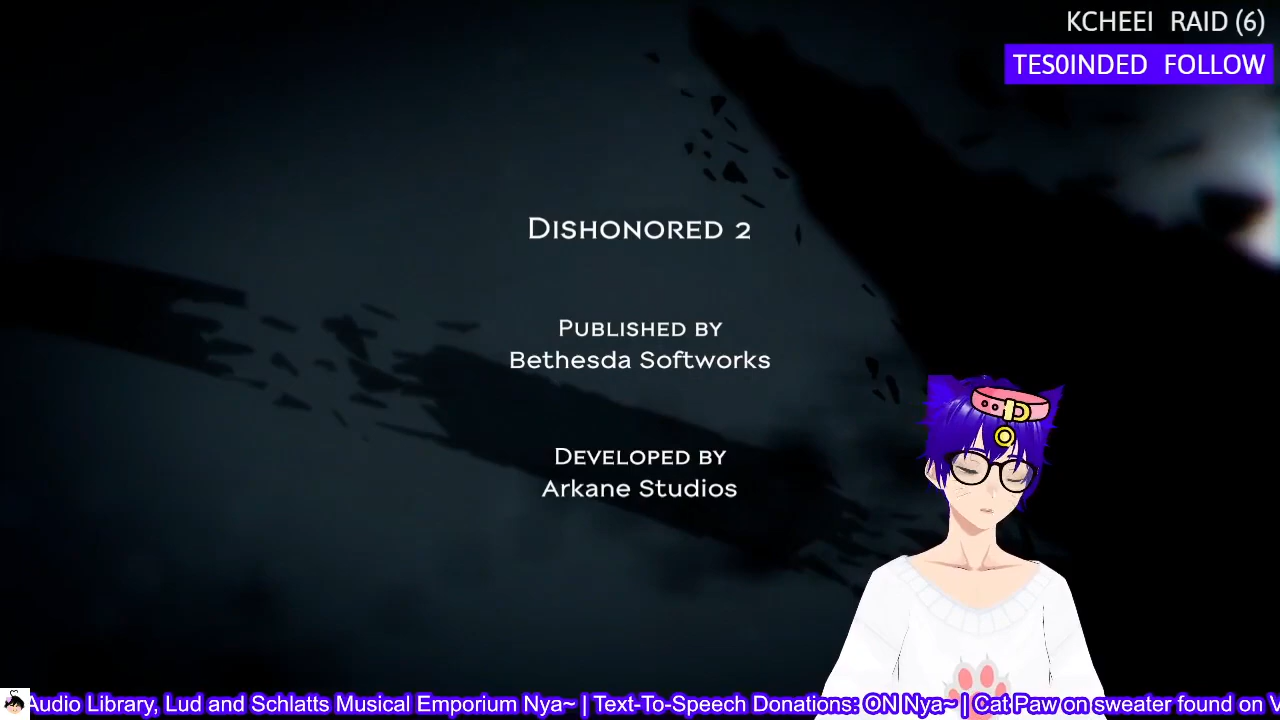 KCHEEI RAID (6)
TES0INDED FOLLOW
DISHONORED 2
PUBLISHED BY
Bethesda Softworks
DEVELOPED BY
Arkane Studios
Audio Library, Lud and Schlatts Musical Emporium Nya~ | Text-To-Speech Donations: ON Nya~ | Cat Paw on sweater found on V